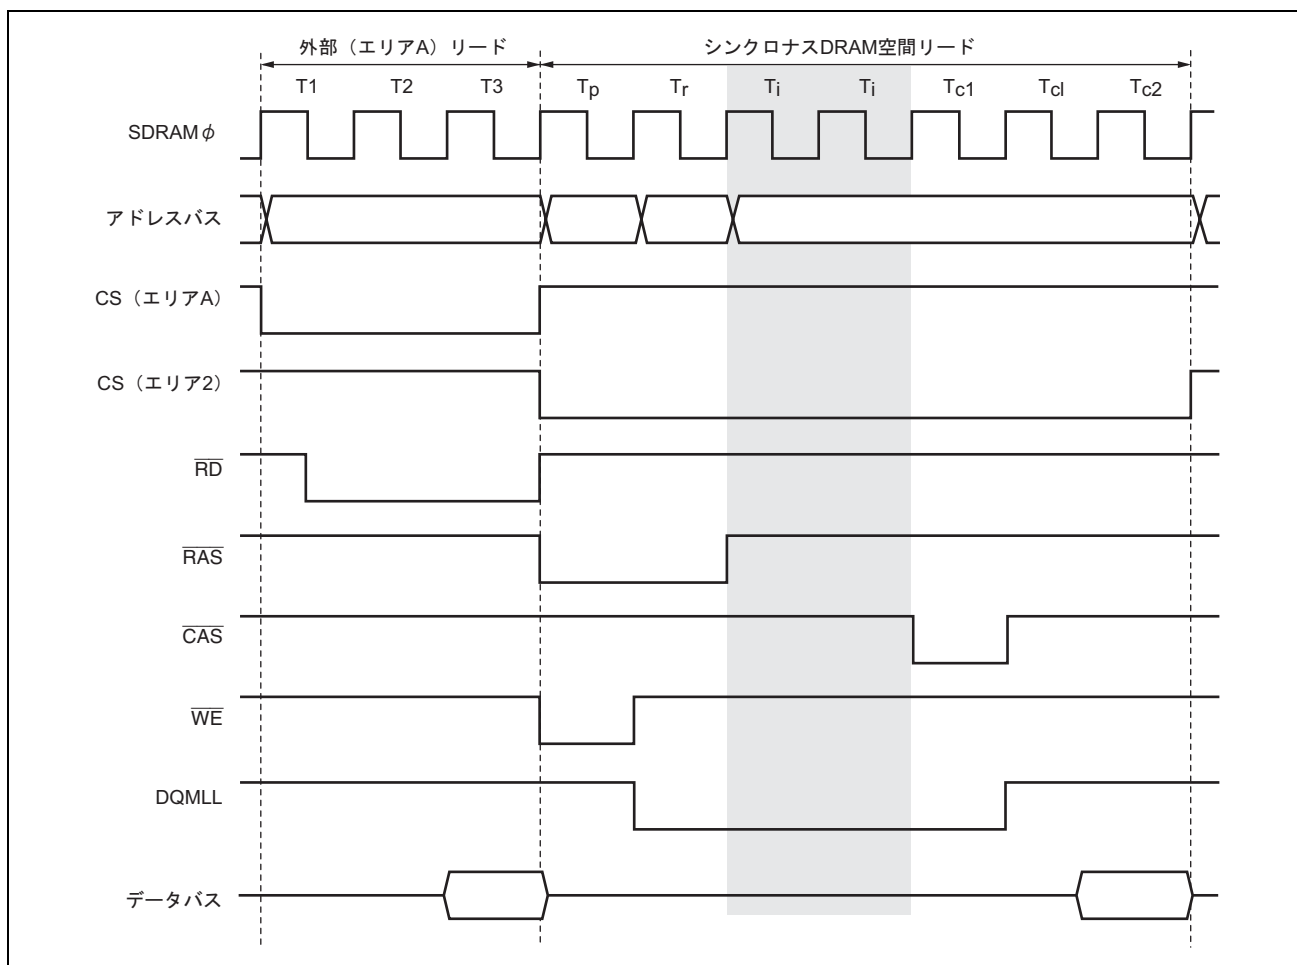 外部（エリアA）リード
シンクロナスDRAM空間リード
T1 T2 T3 Tp Tr Ti Ti Tc1 Tcl Tc2
SDRAMφ
アドレスバス
CS（エリアA）
CS（エリア2）
RD
RAS
CAS
WE
DQMLL
データバス